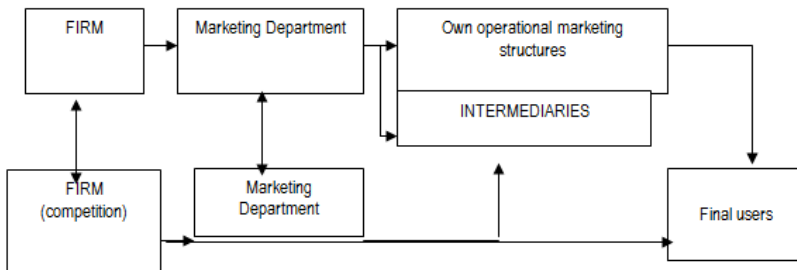 FIRM
Marketing Department
Own operational marketing
structures
INTERMEDIARIES
FIRM
(competition)
Marketing
Department
Final users